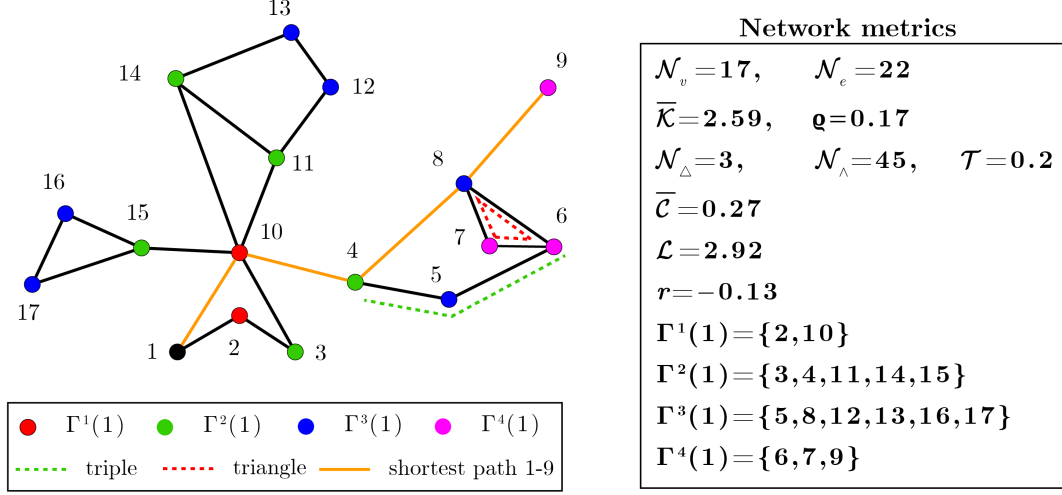 13
14
12
11
16
15
10
17
1
2
3
4
5
8
7
6
9
Γ¹(1) Γ²(1) Γ³(1) Γ⁴(1)
triple triangle shortest path 1-9
Network metrics
𝒩ᵥ=17, 𝒩ₑ=22
K̅=2.59, ϱ=0.17
𝒩△=3, 𝒩∧=45, 𝒯=0.2
C̅=0.27
ℒ=2.92
r=−0.13
Γ¹(1)={2,10}
Γ²(1)={3,4,11,14,15}
Γ³(1)={5,8,12,13,16,17}
Γ⁴(1)={6,7,9}